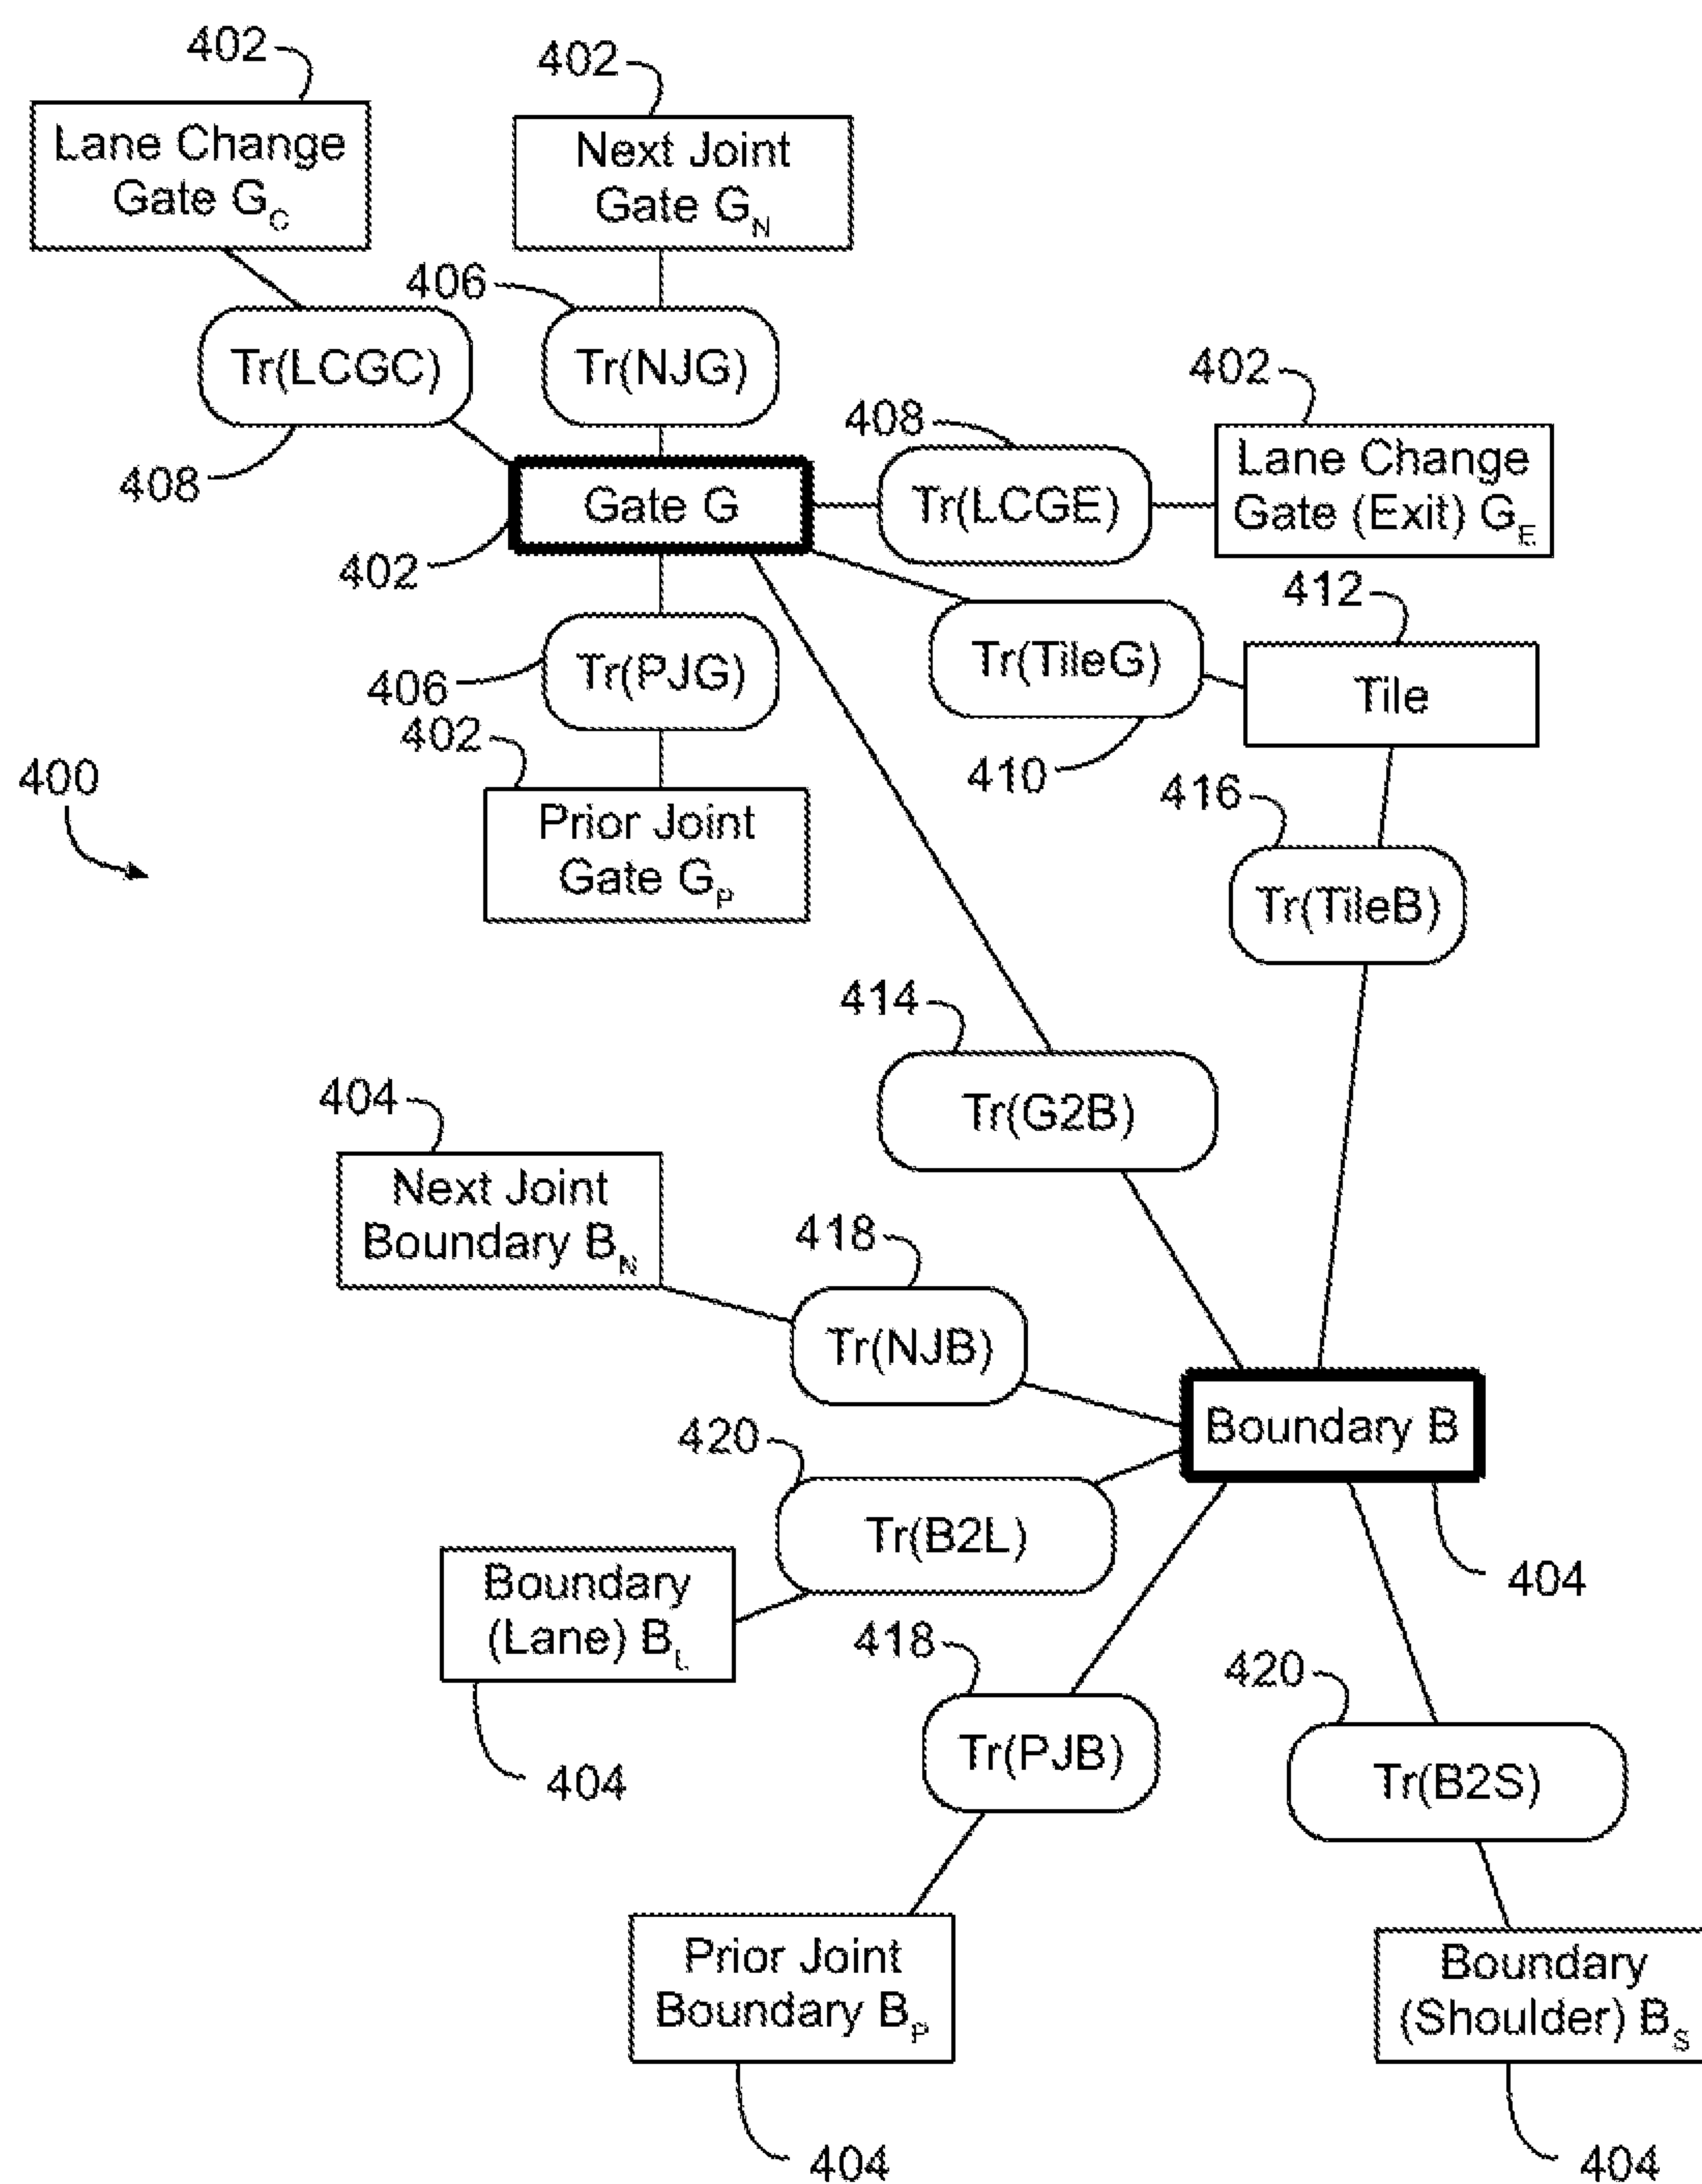 402
402
Lane Change
Gate G_C
Next Joint
Gate G_N
406
Tr(LCGC)
Tr(NJG)
402
408
408
Gate G
Tr(LCGE)
Lane Change
Gate (Exit) G_E
402
412
Tr(PJG)
406
Tr(TileG)
Tile
402
410
400
416
Prior Joint
Gate G_P
Tr(TileB)
414
404
Tr(G2B)
Next Joint
Boundary B_N
418
Tr(NJB)
Boundary B
420
Tr(B2L)
404
Boundary
(Lane) B_L
418
420
404
Tr(PJB)
Tr(B2S)
Prior Joint
Boundary B_P
Boundary
(Shoulder) B_S
404
404